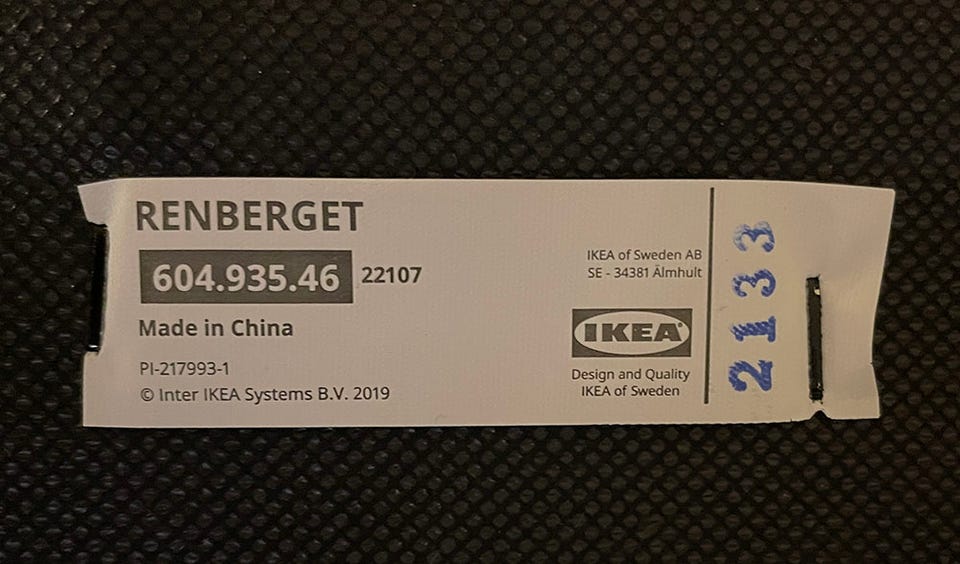 RENBERGET
604.935.46 22107
Made in China
PI-217993-1
© Inter IKEA Systems B.V. 2019
IKEA of Sweden AB
SE - 34381 Älmhult
IKEA®
Design and Quality
IKEA of Sweden
2133